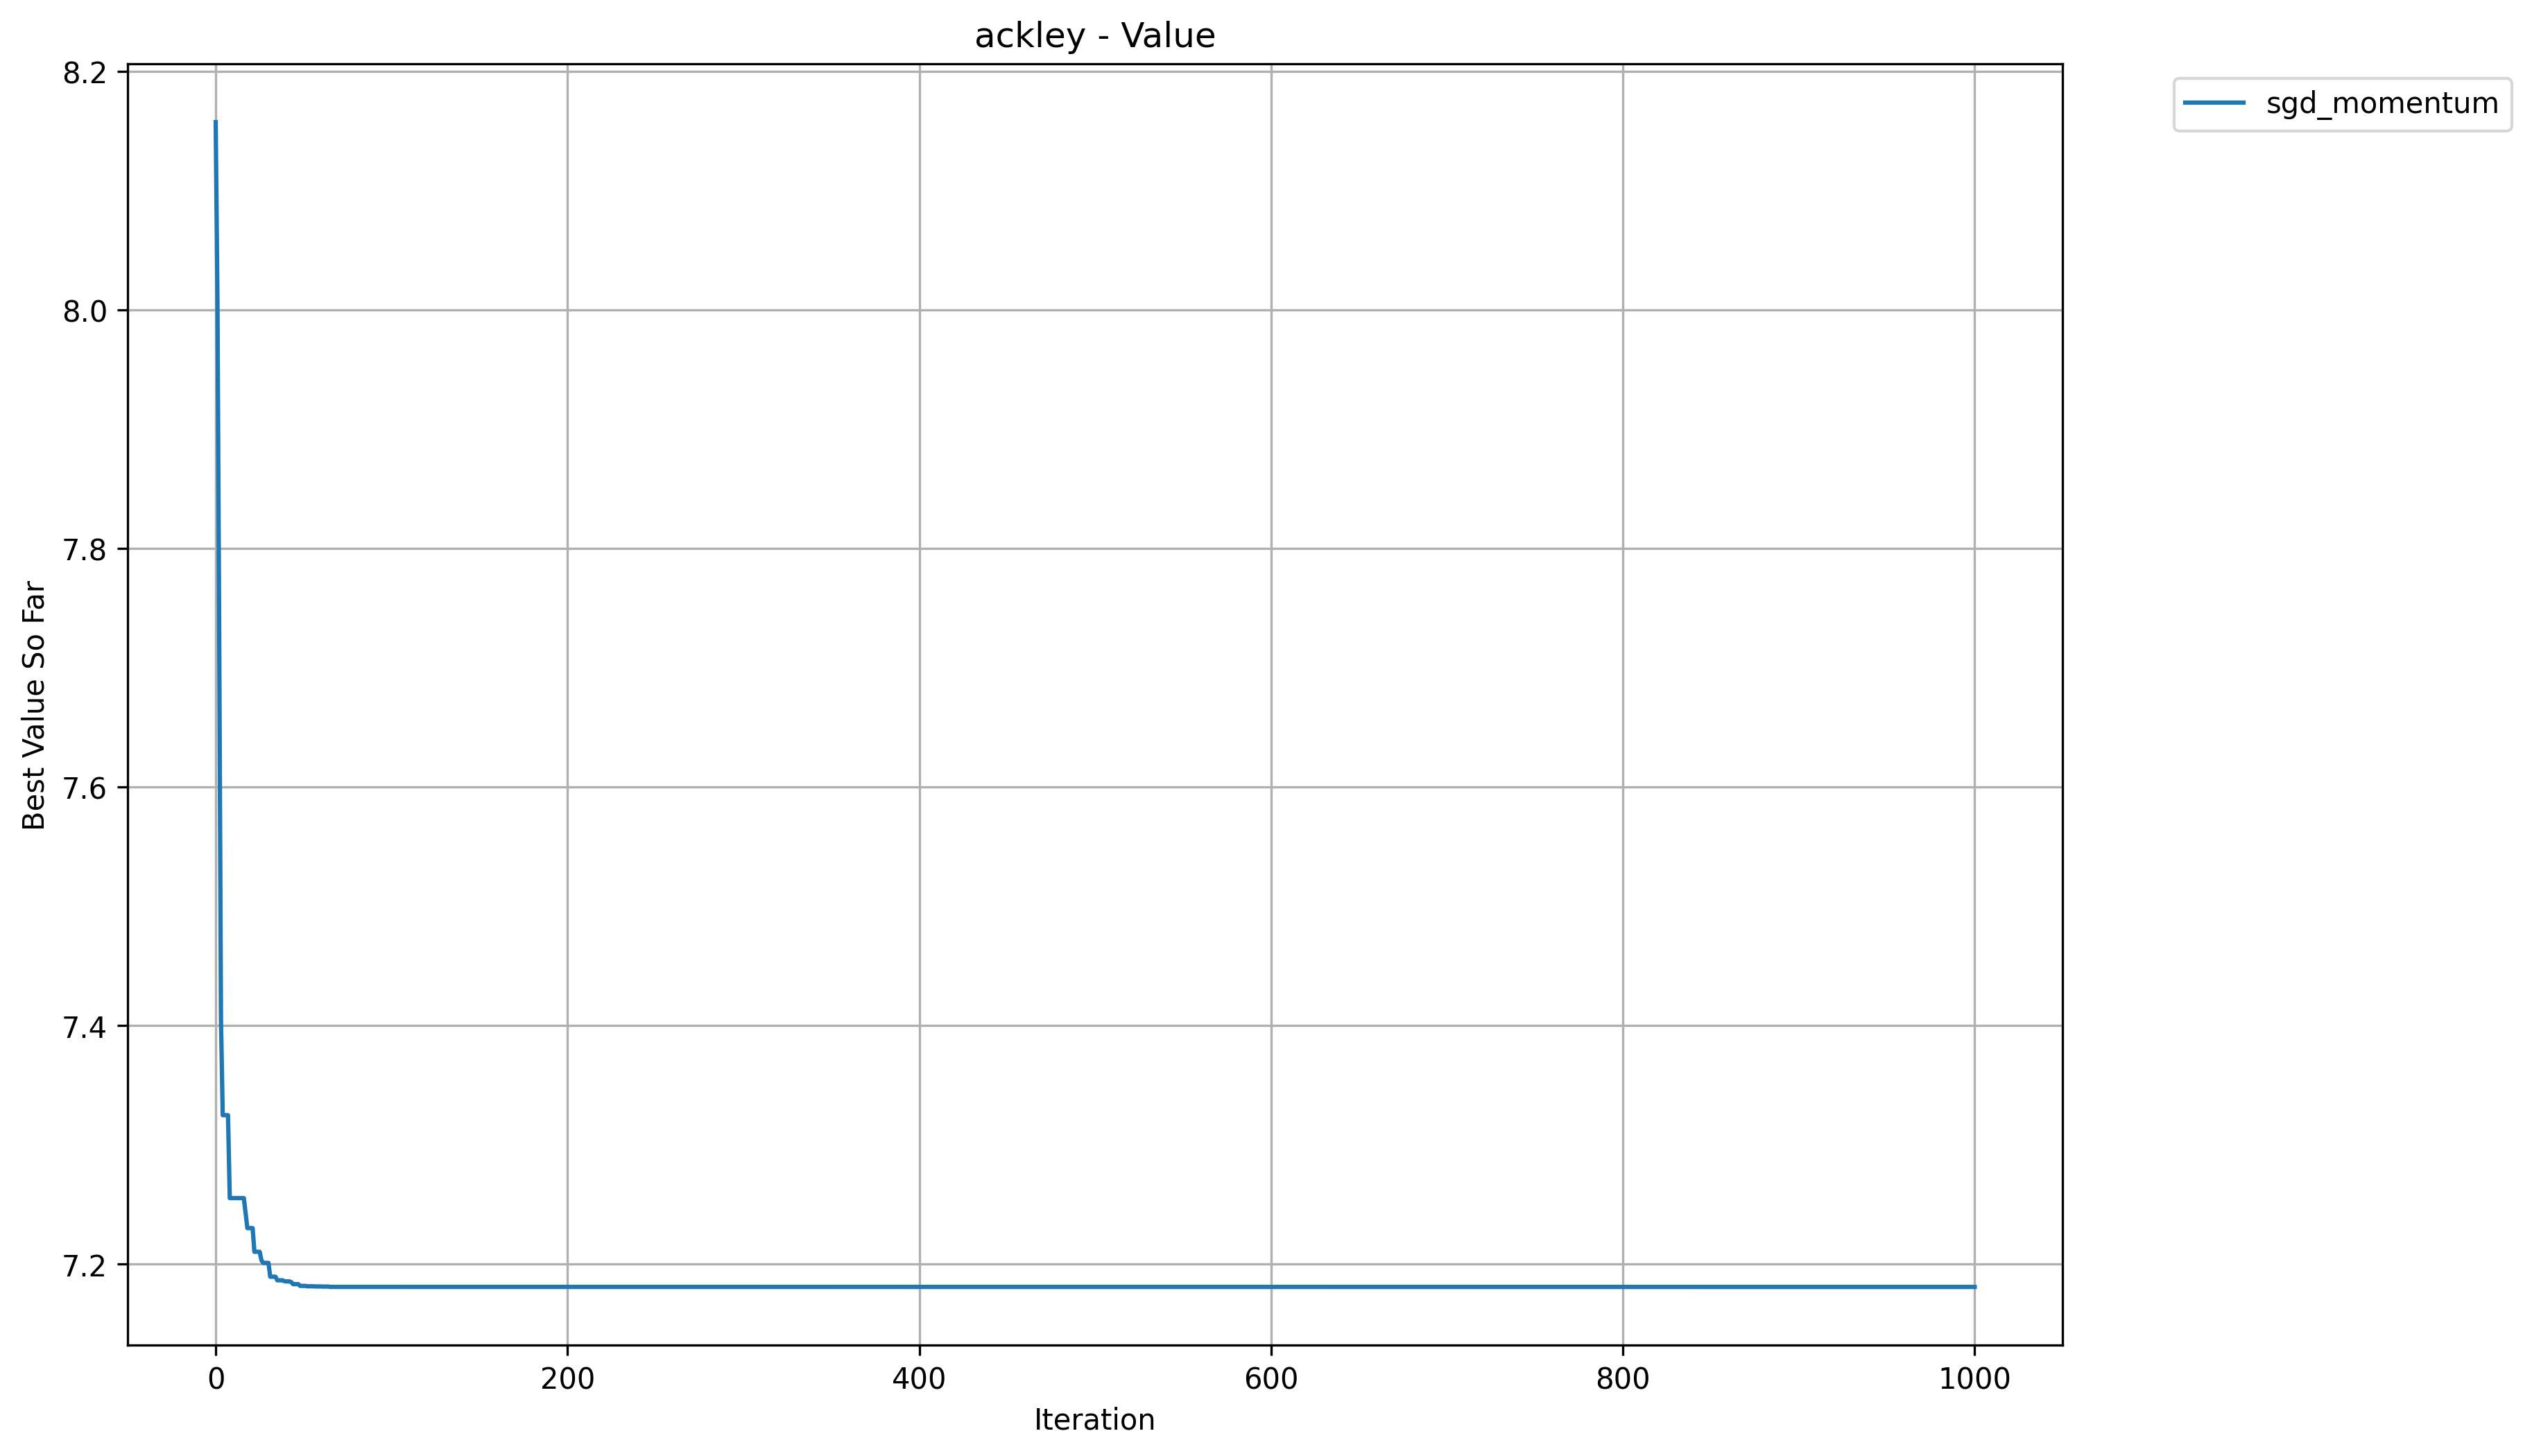 ackley - Value
sgd_momentum
Best Value So Far
8.2
8.0
7.8
7.6
7.4
7.2
0 200 400 600 800 1000
Iteration